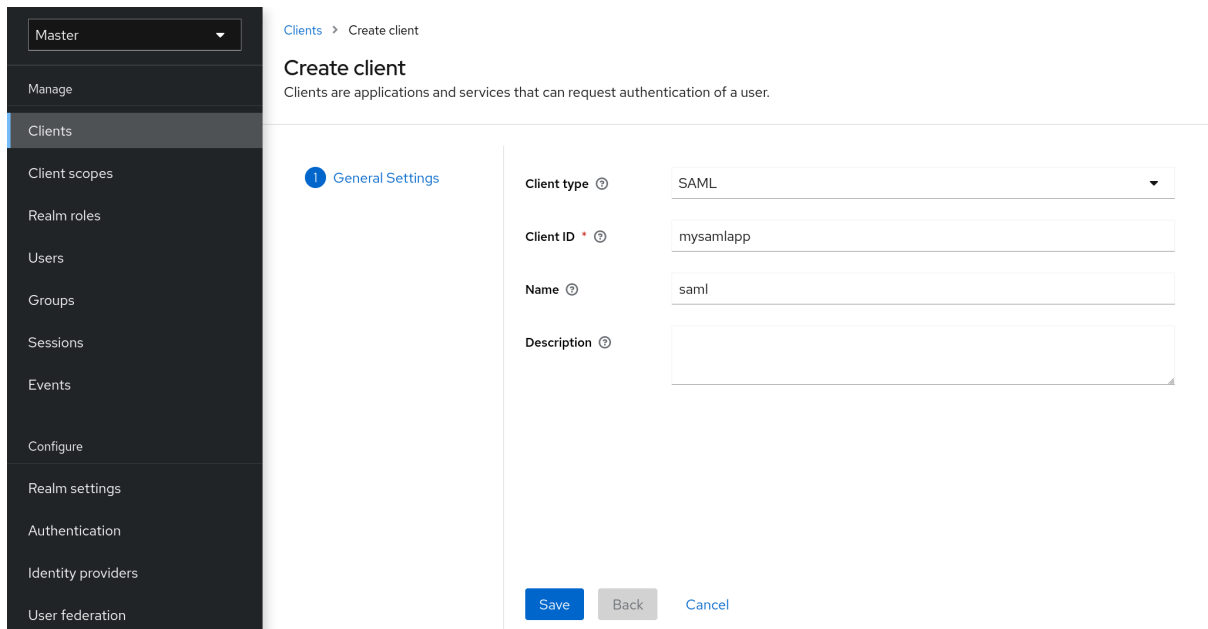 Master
Manage
Clients
Client scopes
Realm roles
Users
Groups
Sessions
Events
Configure
Realm settings
Authentication
Identity providers
User federation
Clients > Create client
Create client
Clients are applications and services that can request authentication of a user.
1 General Settings
Client type ? SAML
Client ID * ? mysamlapp
Name ? saml
Description ?
Save Back Cancel